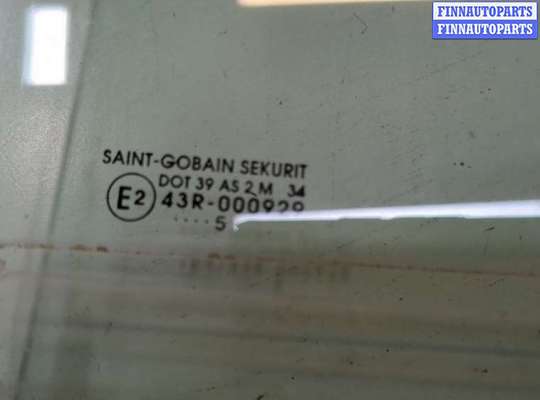 FINNAUTOPARTS
FINNAUTOPARTS
SAINT-GOBAIN SEKURIT
DOT 39 AS 2 M 34
E2 43R-000929
.... 5